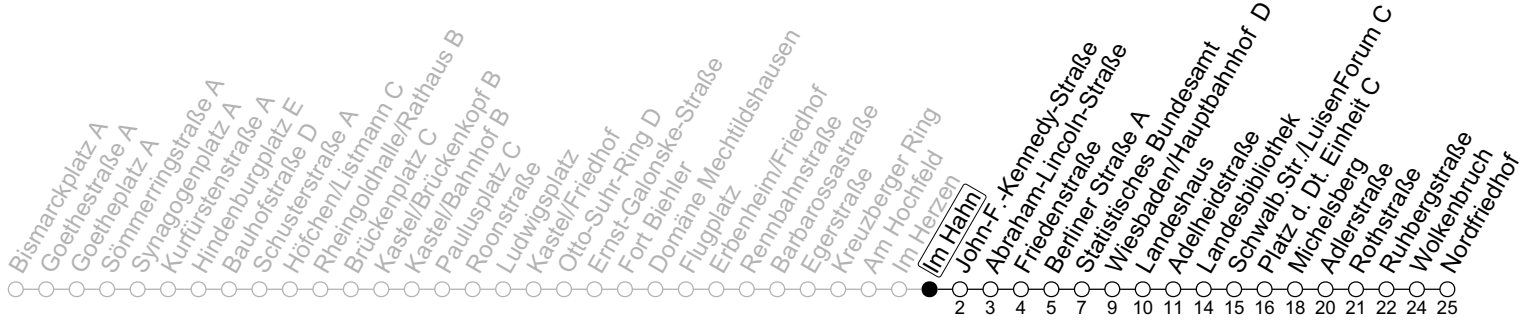 Bismarckplatz A
Goethestraße A
Goetheplatz A
Sömmerringstraße A
Synagogenplatz A
Kurfürstenstraße A
Hindenburgplatz E
Bauhofstraße D
Schusterstraße A
Höfchen/Listmann C
Rheingoldhalle/Rathaus B
Brückenplatz C
Kastel/Brückenkopf B
Kastel/Bahnhof B
Paulusplatz C
Roonstraße
Ludwigsplatz
Kastel/Friedhof
Otto-Suhr-Ring D
Ernst-Galonske-Straße
Fort Biehler
Domäne Mechtildshausen
Flugplatz
Erbenheim/Friedhof
Rennbahnstraße
Barbarossastraße
Egerstraße
Kreuzberger Ring
Am Hochfeld
Im Herzen
Im Hahn
John-F.-Kennedy-Straße
Abraham-Lincoln-Straße
Friedenstraße
Berliner Straße A
Statistisches Bundesamt
Wiesbaden/Hauptbahnhof D
Landeshaus
Adelheidstraße
Landesbibliothek
Schwalb.Str./LuisenForum C
Platz d. Dt. Einheit C
Michelsberg
Adlerstraße
Rothstraße
Ruhbergstraße
Wolkenbruch
Nordfriedhof
2 3 4 5 7 9 10 11 14 15 16 18 20 21 22 24 25